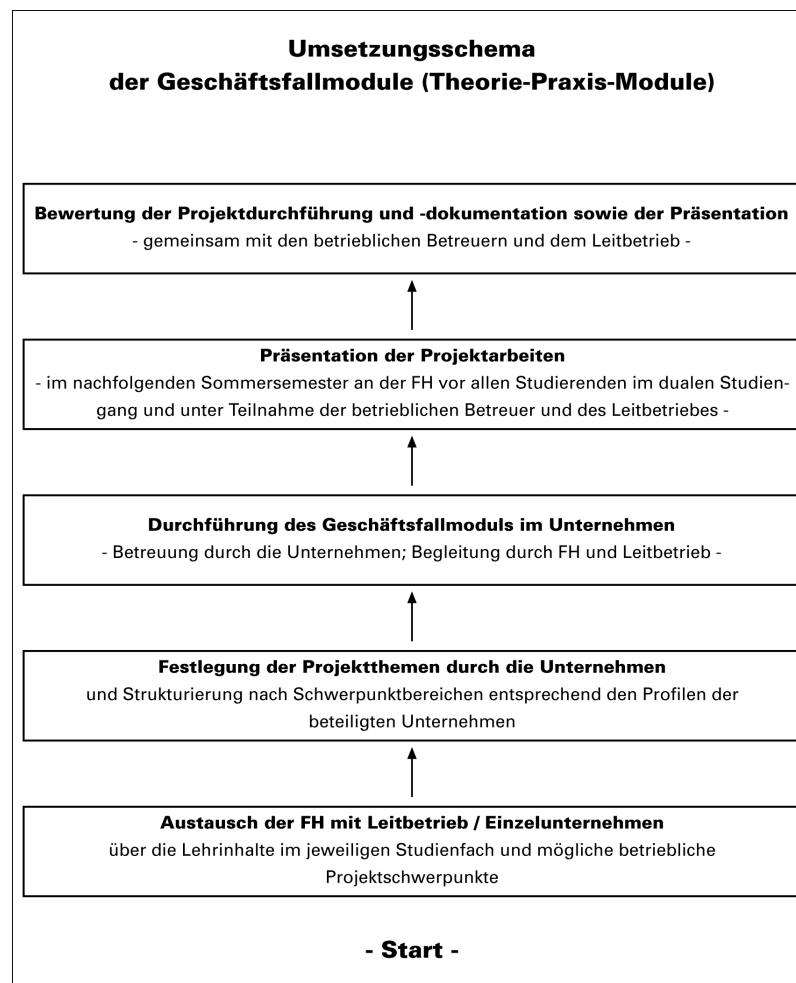 Umsetzungsschema
der Geschäftsfallmodule (Theorie-Praxis-Module)
Bewertung der Projektdurchführung und -dokumentation sowie der Präsentation
- gemeinsam mit den betrieblichen Betreuern und dem Leitbetrieb -
Präsentation der Projektarbeiten
- im nachfolgenden Sommersemester an der FH vor allen Studierenden im dualen Studien-
gang und unter Teilnahme der betrieblichen Betreuer und des Leitbetriebes -
Durchführung des Geschäftsfallmoduls im Unternehmen
- Betreuung durch die Unternehmen; Begleitung durch FH und Leitbetrieb -
Festlegung der Projektthemen durch die Unternehmen
und Strukturierung nach Schwerpunktbereichen entsprechend den Profilen der
beteiligten Unternehmen
Austausch der FH mit Leitbetrieb / Einzelunternehmen
über die Lehrinhalte im jeweiligen Studienfach und mögliche betriebliche
Projektschwerpunkte
- Start -